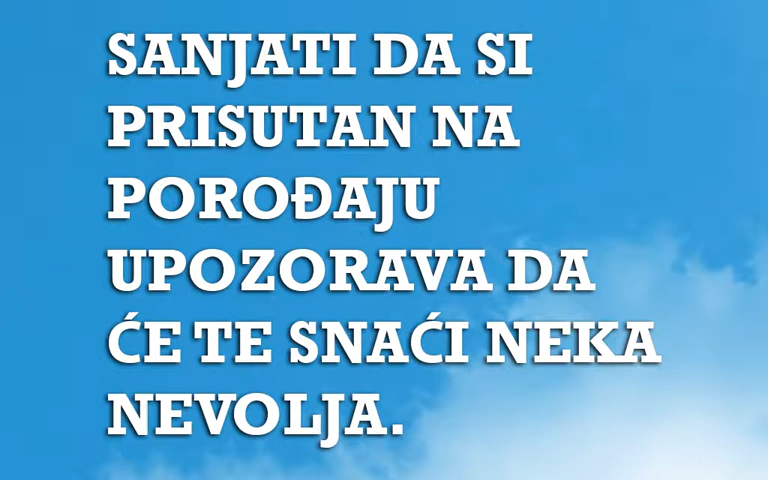 SANJATI DA SI
PRISUTAN NA
POROĐAJU
UPOZORAVA DA
ĆE TE SNAĆI NEKA
NEVOLJA.